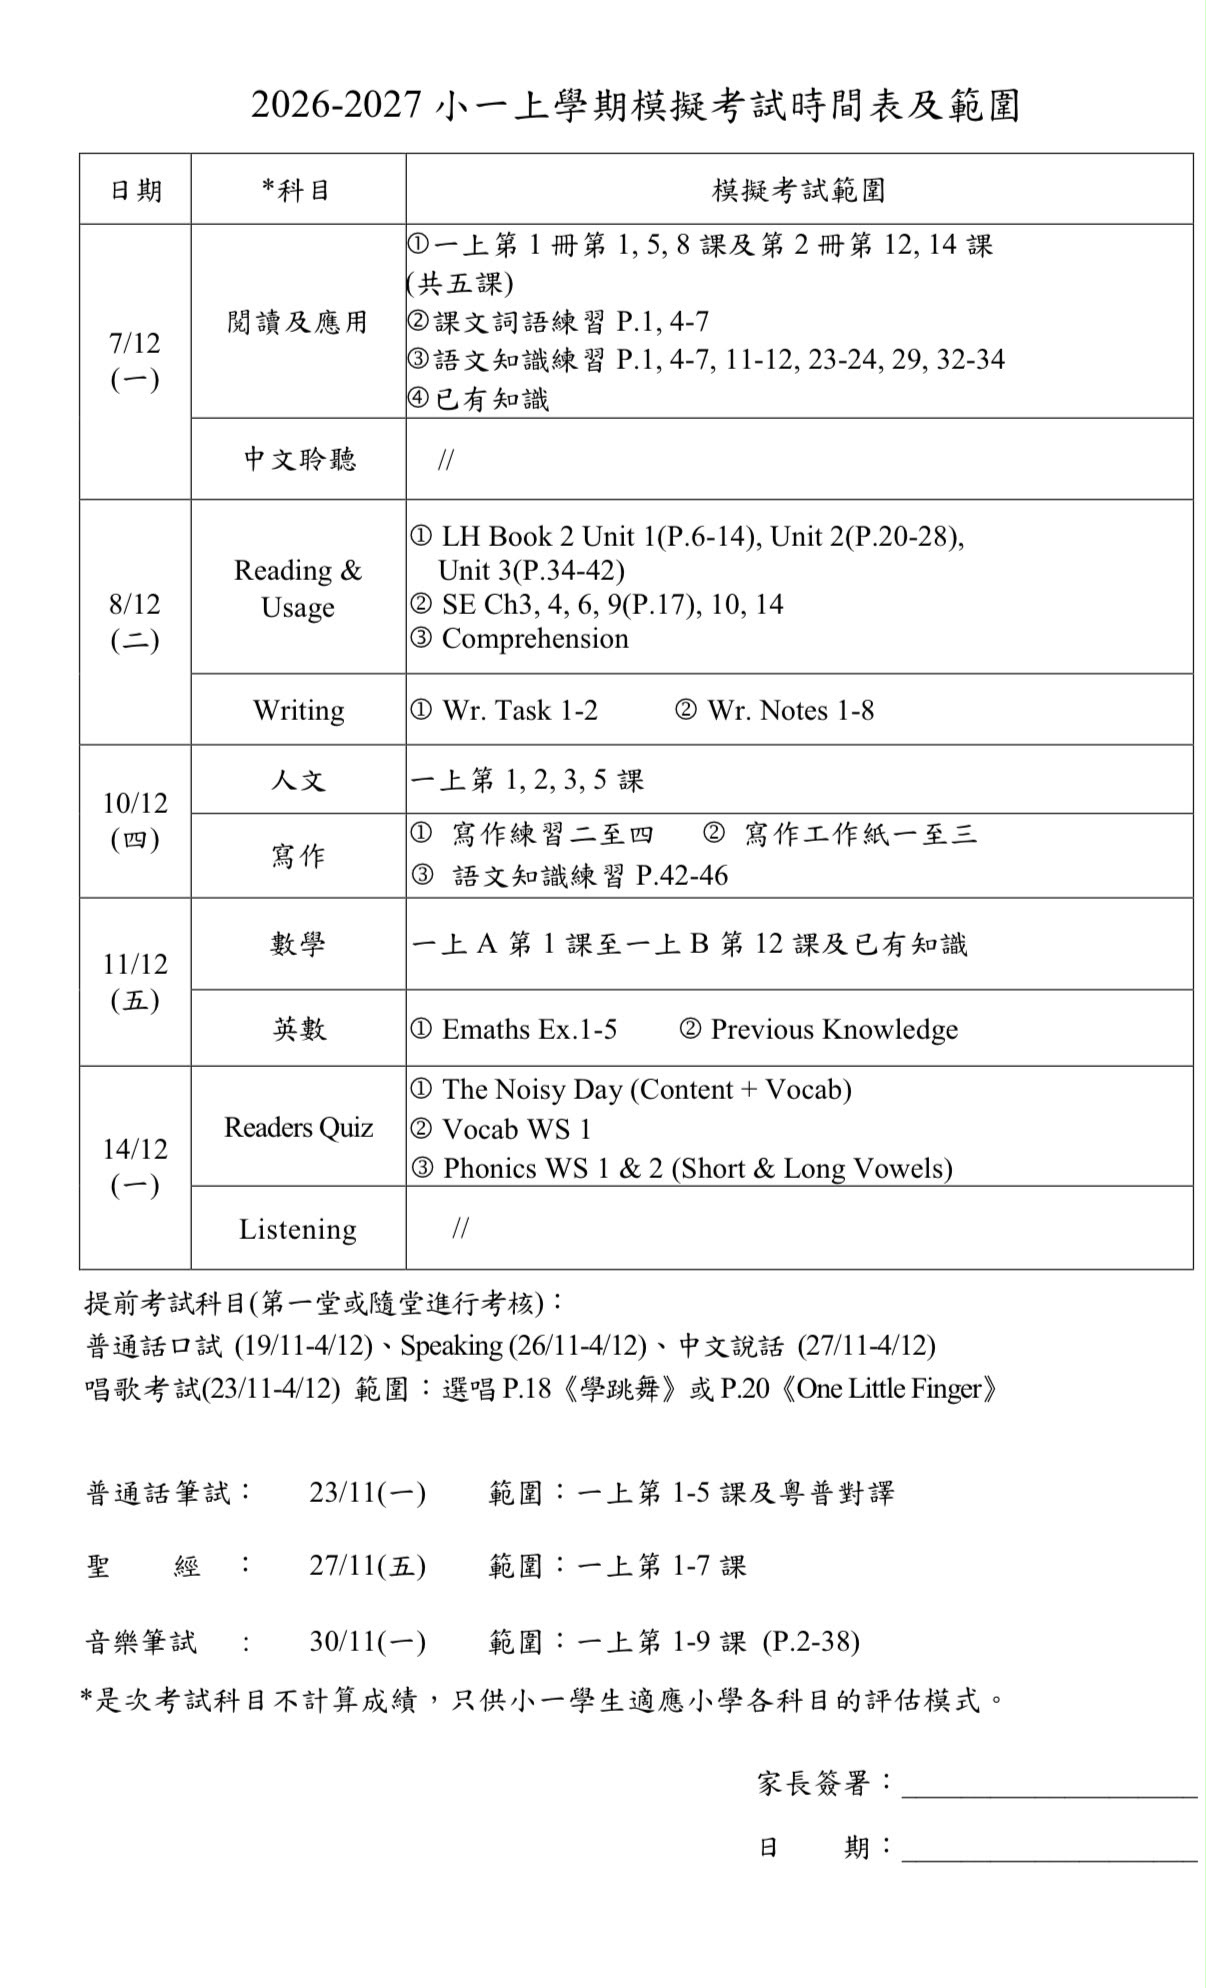 2026-2027 小一上學期模擬考試時間表及範圍
日期 *科目 模擬考試範圍
7/12
(一)
閱讀及應用
①一上第 1 冊第 1, 5, 8 課及第 2 冊第 12, 14 課
(共五課)
②課文詞語練習 P.1, 4-7
③語文知識練習 P.1, 4-7, 11-12, 23-24, 29, 32-34
④已有知識
中文聆聽 //
8/12
(二)
Reading &
Usage
① LH Book 2 Unit 1(P.6-14), Unit 2(P.20-28),
Unit 3(P.34-42)
② SE Ch3, 4, 6, 9(P.17), 10, 14
③ Comprehension
Writing ① Wr. Task 1-2 ② Wr. Notes 1-8
10/12
(四)
人文 一上第 1, 2, 3, 5 課
寫作
① 寫作練習二至四 ② 寫作工作紙一至三
③ 語文知識練習 P.42-46
11/12
(五)
數學 一上 A 第 1 課至一上 B 第 12 課及已有知識
英數 ① Emaths Ex.1-5 ② Previous Knowledge
14/12
(一)
Readers Quiz
① The Noisy Day (Content + Vocab)
② Vocab WS 1
③ Phonics WS 1 & 2 (Short & Long Vowels)
Listening //
提前考試科目(第一堂或隨堂進行考核)：
普通話口試 (19/11-4/12)、Speaking (26/11-4/12)、中文說話 (27/11-4/12)
唱歌考試(23/11-4/12) 範圍：選唱 P.18《學跳舞》或 P.20《One Little Finger》
普通話筆試： 23/11(一) 範圍：一上第 1-5 課及粵普對譯
聖 經 ： 27/11(五) 範圍：一上第 1-7 課
音樂筆試 : 30/11(一) 範圍：一上第 1-9 課 (P.2-38)
*是次考試科目不計算成績，只供小一學生適應小學各科目的評估模式。
家長簽署：
日 期：